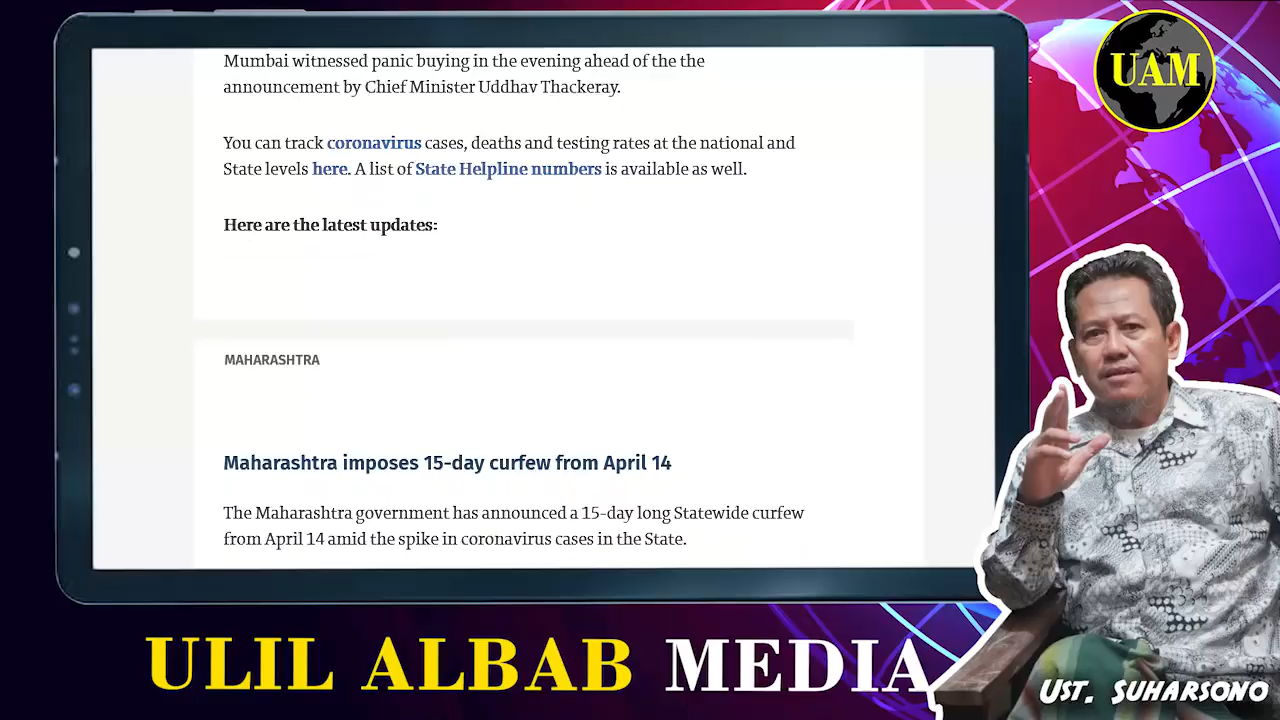 Mumbai witnessed panic buying in the evening ahead of the the
announcement by Chief Minister Uddhav Thackeray.
You can track coronavirus cases, deaths and testing rates at the national and
State levels here. A list of State Helpline numbers is available as well.
Here are the latest updates:
MAHARASHTRA
Maharashtra imposes 15-day curfew from April 14
The Maharashtra government has announced a 15-day long Statewide curfew
from April 14 amid the spike in coronavirus cases in the State.
UAM
ULIL ALBAB MEDIA
UST. SUHARSONO